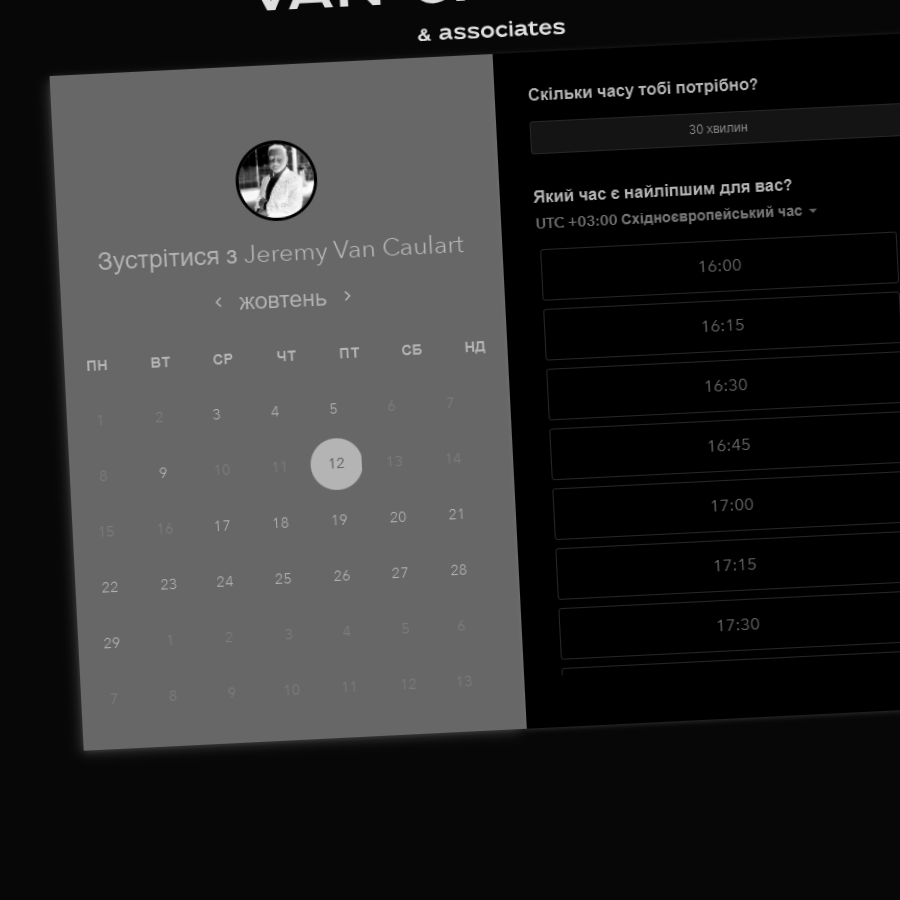 & associates
Зустрітися з Jeremy Van Caulart
‹ жовтень ›
ПН ВТ СР ЧТ ПТ СБ НД
1 2 3 4 5 6 7
8 9 10 11 12 13 14
15 16 17 18 19 20 21
22 23 24 25 26 27 28
29 1 2 3 4 5 6
7 8 9 10 11 12 13
Скільки часу тобі потрібно?
30 хвилин
Який час є найліпшим для вас?
UTC +03:00 Східноєвропейський час
16:00
16:15
16:30
16:45
17:00
17:15
17:30